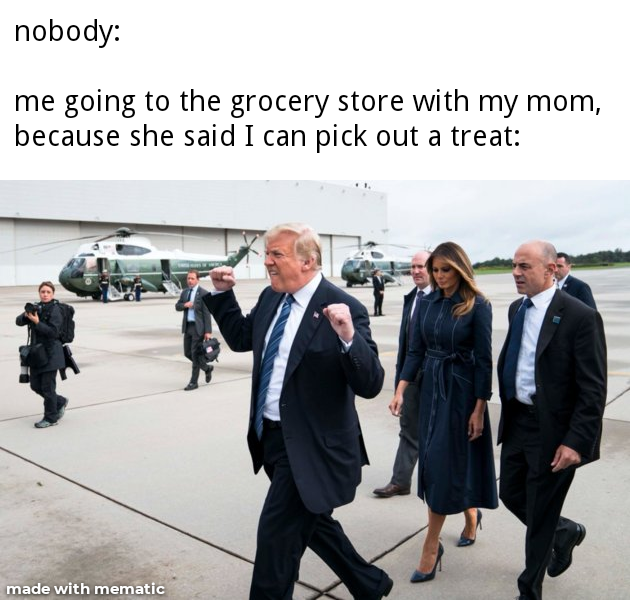 nobody:
me going to the grocery store with my mom,
because she said I can pick out a treat:
made with mematic